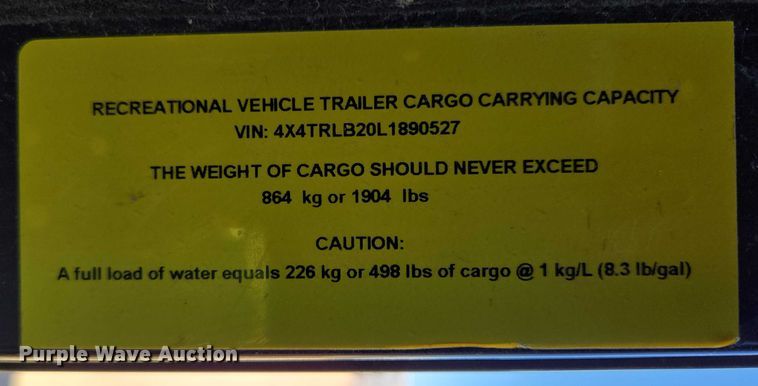 RECREATIONAL VEHICLE TRAILER CARGO CARRYING CAPACITY
VIN: 4X4TRLB20L1890527
THE WEIGHT OF CARGO SHOULD NEVER EXCEED
864 kg or 1904 lbs
CAUTION:
A full load of water equals 226 kg or 498 lbs of cargo @ 1 kg/L (8.3 lb/gal)
Purple Wave Auction